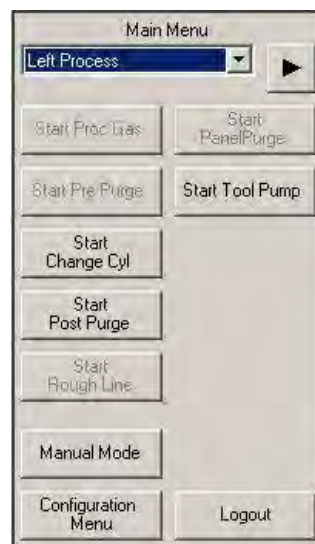 Main Menu
Left Process
Start Proc Gas
Start
PanelPurge
Start Pre Purge
Start Tool Pump
Start
Change Cyl
Start
Post Purge
Start
Rough Line
Manual Mode
Configuration
Menu
Logout